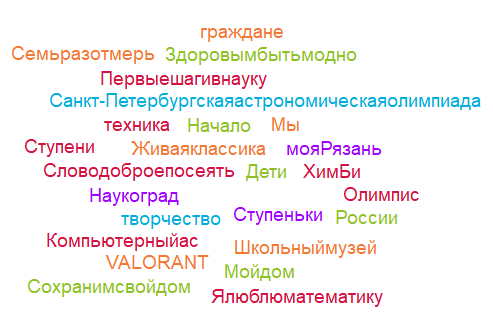 граждане
Семьразотмерь Здоровымбытьмодно
Первыешагивнауку
Санкт-Петербургскаяастрономическаяолимпиада
техника Начало Мы
Ступени Живаяклассика мояРязань
Словодоброепосеять Дети ХимБи
Наукоград Олимпис
творчество Ступеньки России
Компьютерныйас Школьныймузей
VALORANT Мойдом
Сохранимсвойдом Ялюблюматематику